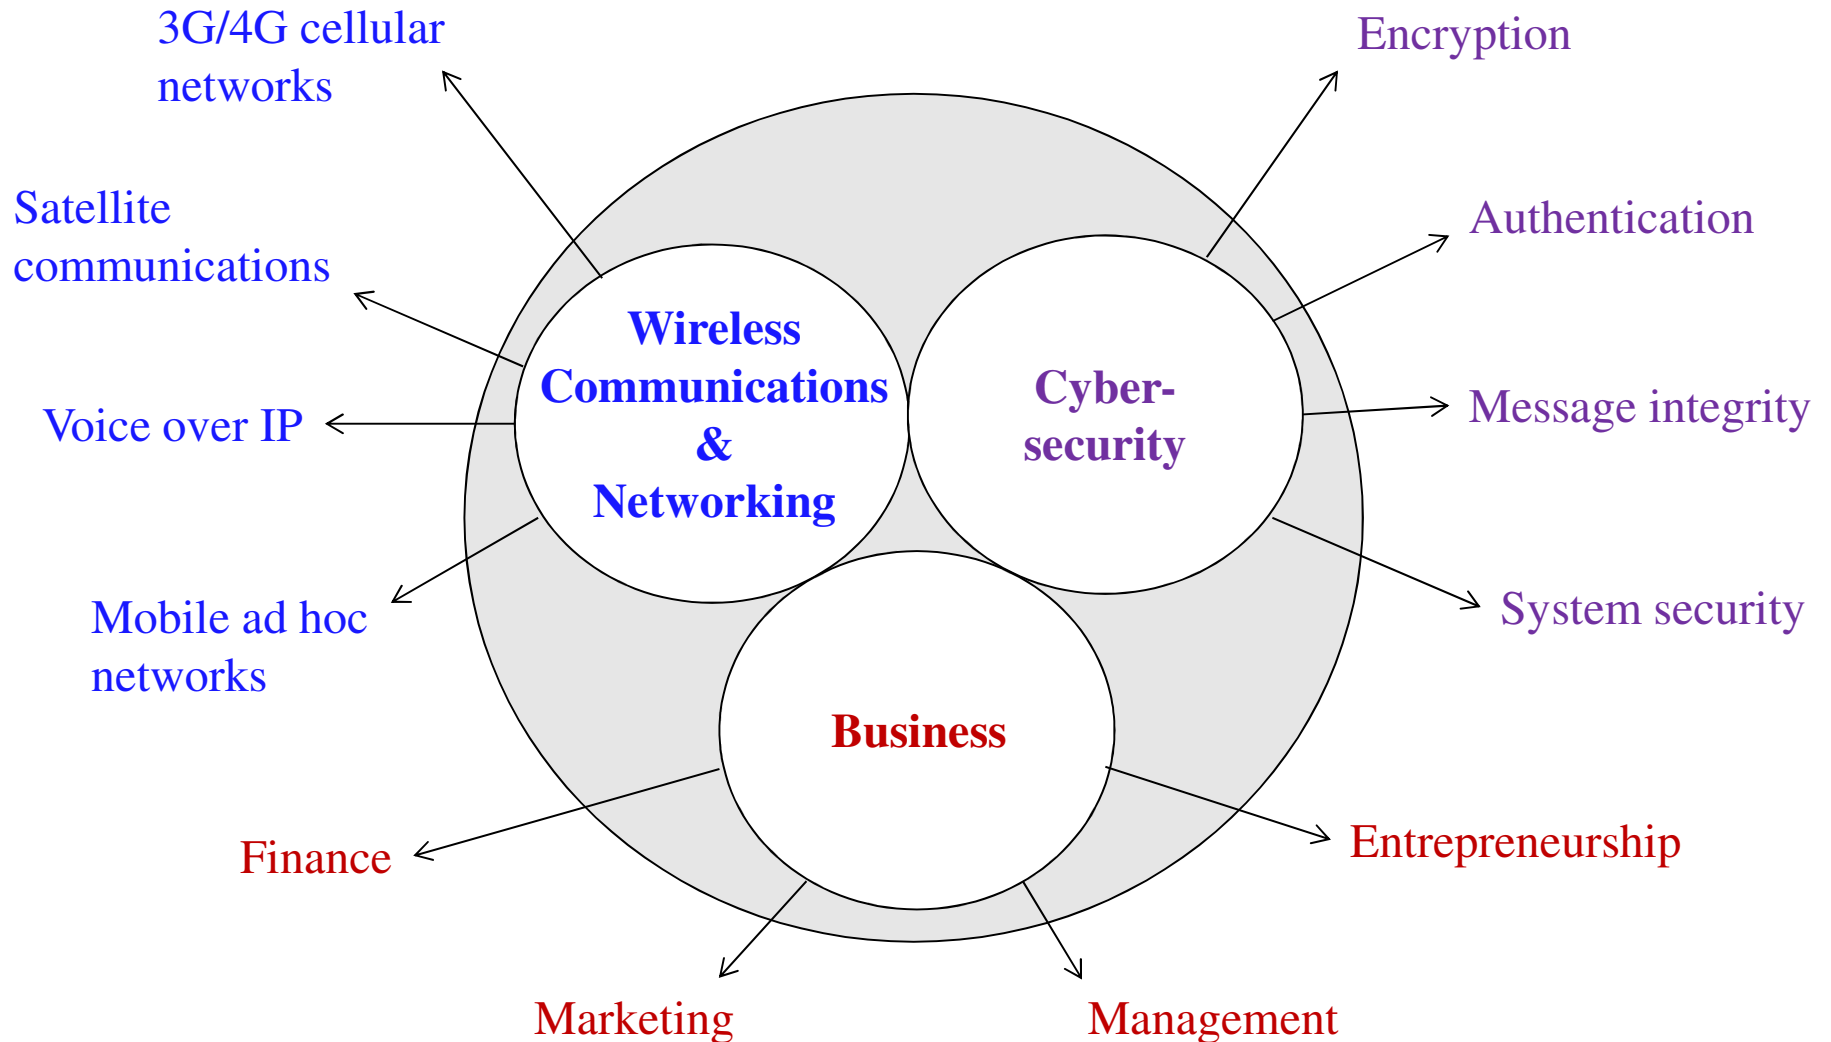 3G/4G cellular
networks
Satellite
communications
Voice over IP
Mobile ad hoc
networks
Wireless
Communications
&
Networking
Cyber-
security
Encryption
Authentication
Message integrity
System security
Business
Finance
Marketing
Management
Entrepreneurship